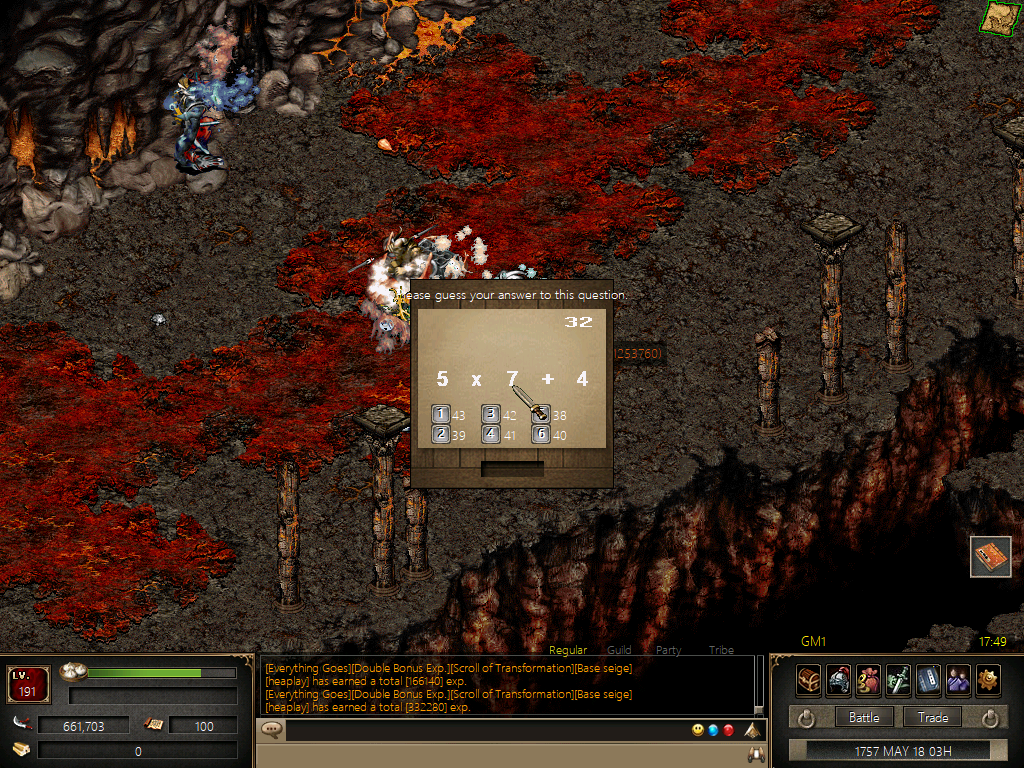 Please guess your answer to this question.
32
(253760)
5 x 7 + 4
1 43 3 42 38
2 39 4 41 6 40
GM1 17:49
Regular Guild Party Tribe
[Everything Goes][Double Bonus Exp.][Scroll of Transformation][Base seige]
[heaplay] has earned a total [166140] exp.
[Everything Goes][Double Bonus Exp.][Scroll of Transformation][Base seige]
[heaplay] has earned a total [332280] exp.
LV.
191
661,703 100
0
Battle Trade
1757 MAY 18 03H